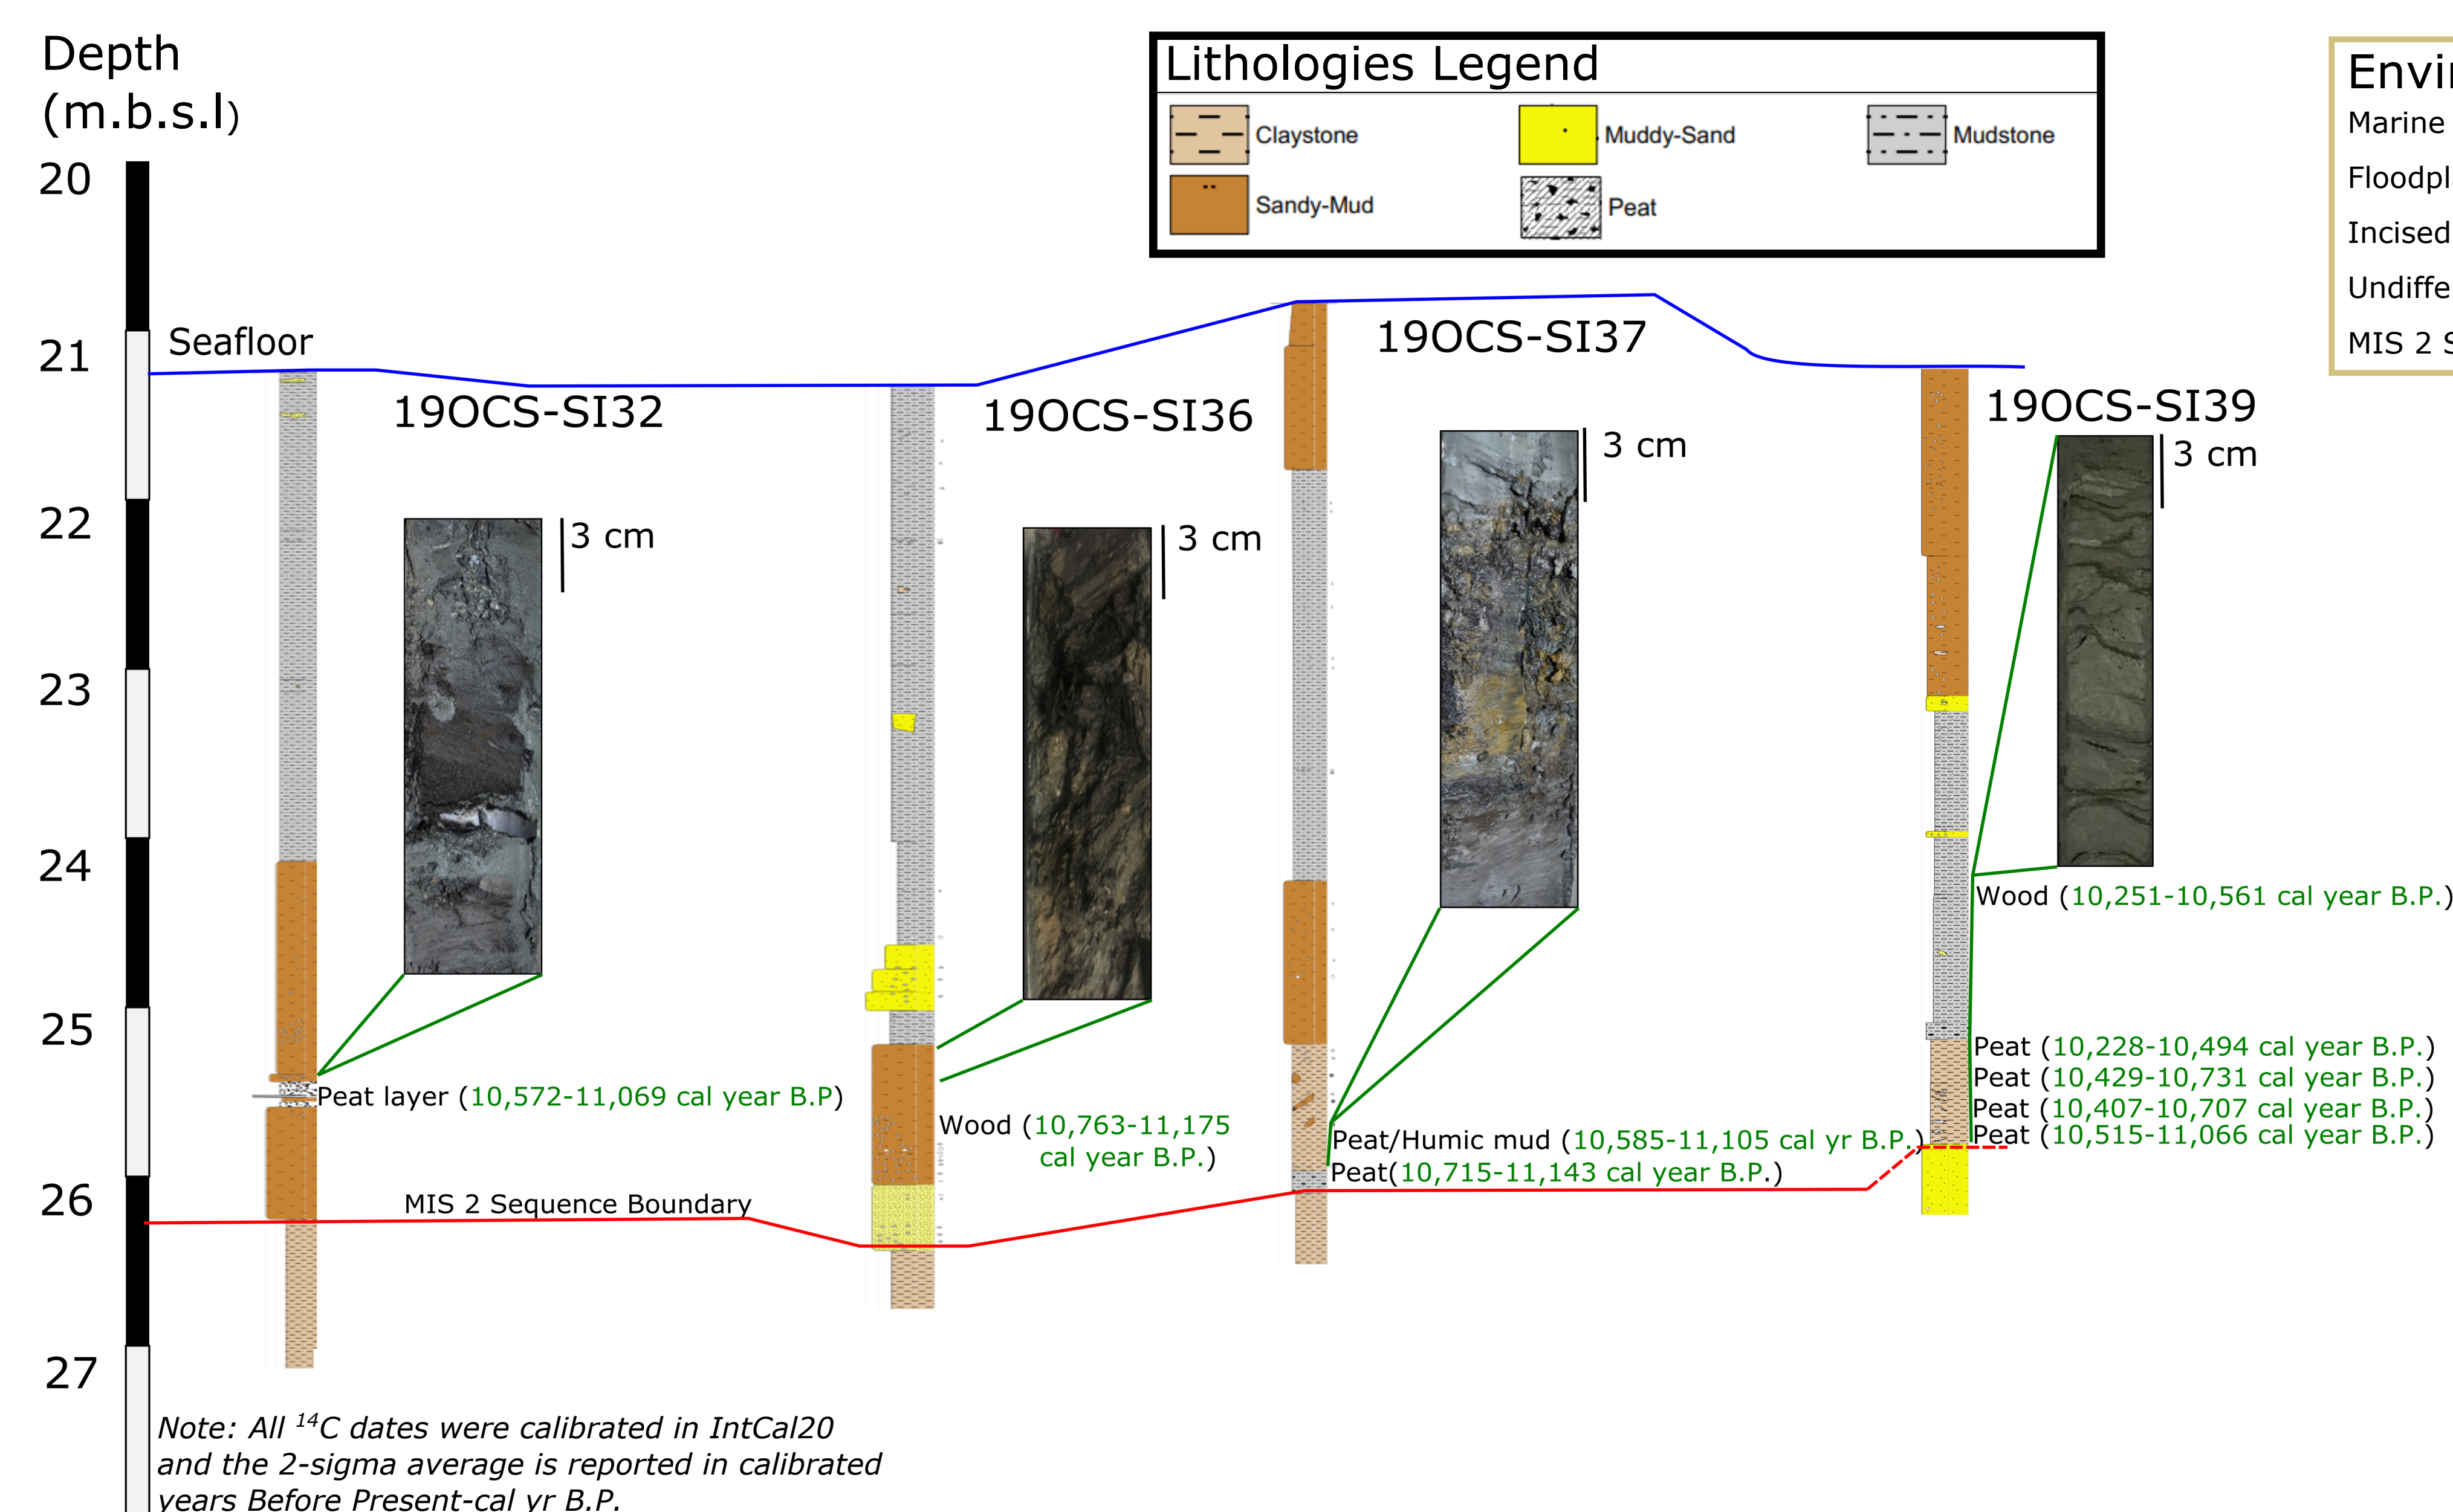 Depth
(m.b.s.l)
20
21
22
23
24
25
26
27
Lithologies Legend
Claystone
Muddy-Sand
Mudstone
Sandy-Mud
Peat
Envir
Marine
Floodpl
Incised
Undiffe
MIS 2 S
Seafloor
19OCS-SI32
3 cm
Peat layer (10,572-11,069 cal year B.P)
19OCS-SI36
3 cm
Wood (10,763-11,175
cal year B.P.)
19OCS-SI37
3 cm
Peat/Humic mud (10,585-11,105 cal yr B.P.)
Peat(10,715-11,143 cal year B.P.)
19OCS-SI39
3 cm
Wood (10,251-10,561 cal year B.P.)
Peat (10,228-10,494 cal year B.P.)
Peat (10,429-10,731 cal year B.P.)
Peat (10,407-10,707 cal year B.P.)
Peat (10,515-11,066 cal year B.P.)
MIS 2 Sequence Boundary
Note: All 14C dates were calibrated in IntCal20
and the 2-sigma average is reported in calibrated
years Before Present-cal yr B.P.